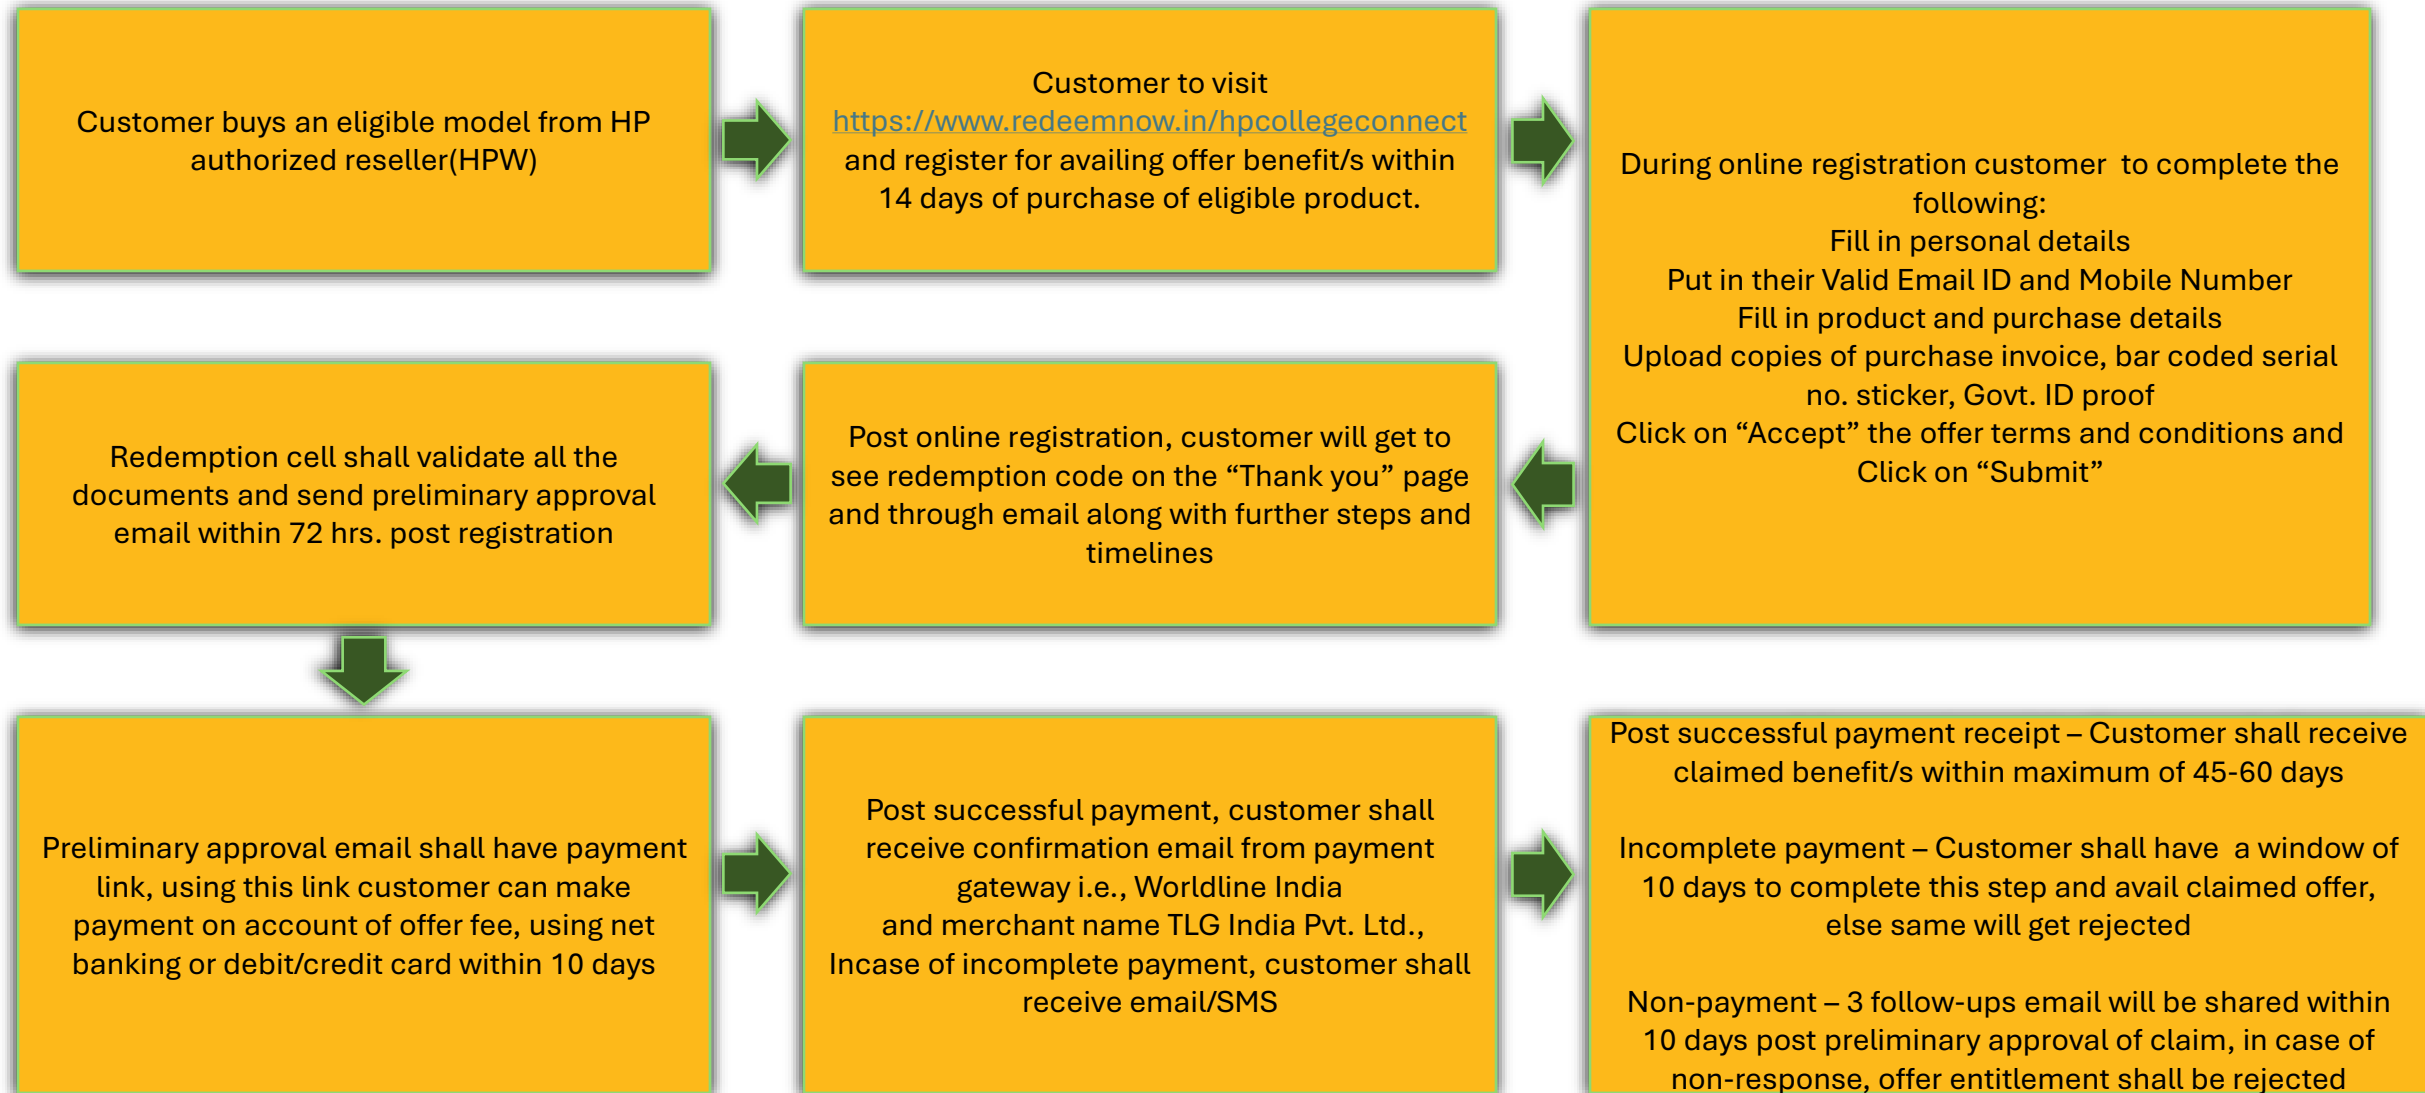 Customer buys an eligible model from HP
authorized reseller(HPW)
Customer to visit
https://www.redeemnow.in/hpcollegeconnect
and register for availing offer benefit/s within
14 days of purchase of eligible product.
During online registration customer to complete the
following:
Fill in personal details
Put in their Valid Email ID and Mobile Number
Fill in product and purchase details
Upload copies of purchase invoice, bar coded serial
no. sticker, Govt. ID proof
Click on “Accept” the offer terms and conditions and
Click on “Submit”
Post online registration, customer will get to
see redemption code on the “Thank you” page
and through email along with further steps and
timelines
Redemption cell shall validate all the
documents and send preliminary approval
email within 72 hrs. post registration
Preliminary approval email shall have payment
link, using this link customer can make
payment on account of offer fee, using net
banking or debit/credit card within 10 days
Post successful payment, customer shall
receive confirmation email from payment
gateway i.e., Worldline India
and merchant name TLG India Pvt. Ltd.,
Incase of incomplete payment, customer shall
receive email/SMS
Post successful payment receipt – Customer shall receive
claimed benefit/s within maximum of 45-60 days
Incomplete payment – Customer shall have a window of
10 days to complete this step and avail claimed offer,
else same will get rejected
Non-payment – 3 follow-ups email will be shared within
10 days post preliminary approval of claim, in case of
non-response, offer entitlement shall be rejected